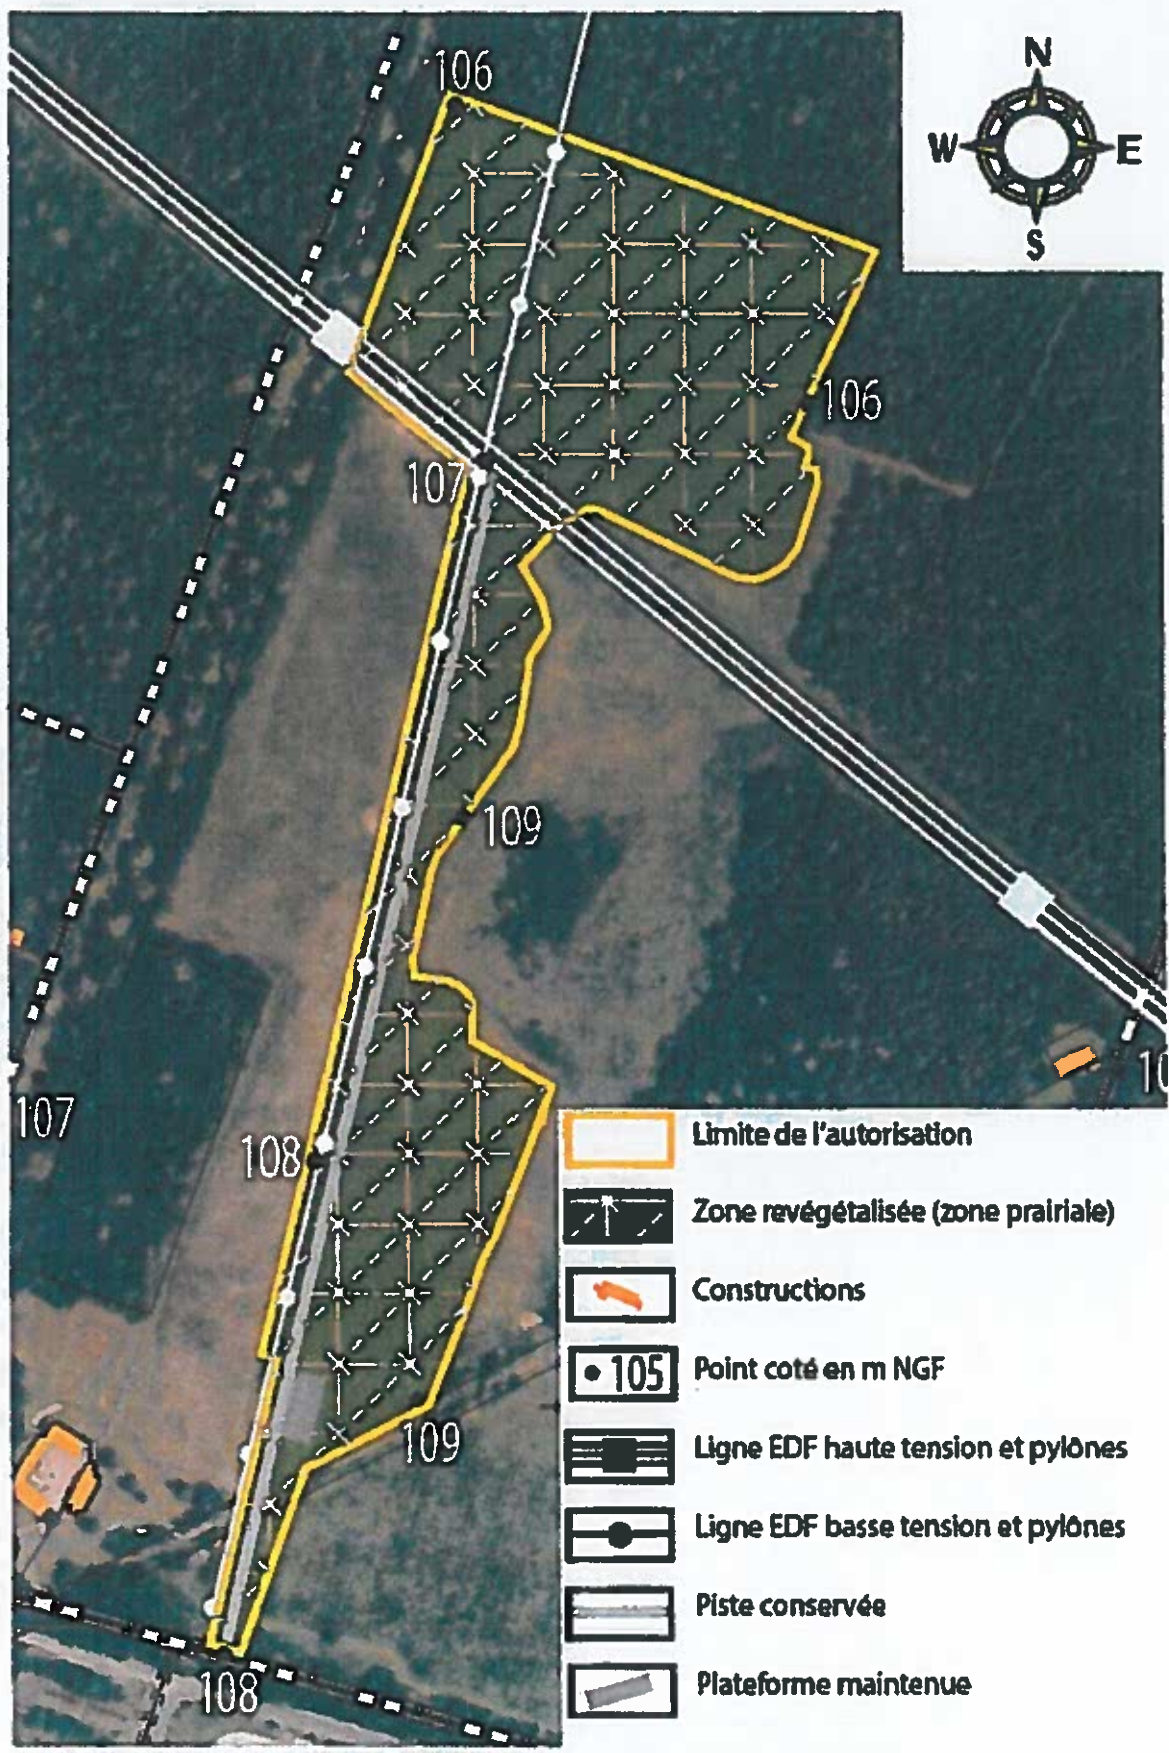 N
W E
S
106
106
107
109
107
108
109
108
Limite de l'autorisation
Zone revégétalisée (zone prairiale)
Constructions
105 Point coté en m NGF
Ligne EDF haute tension et pylônes
Ligne EDF basse tension et pylônes
Piste conservée
Plateforme maintenue